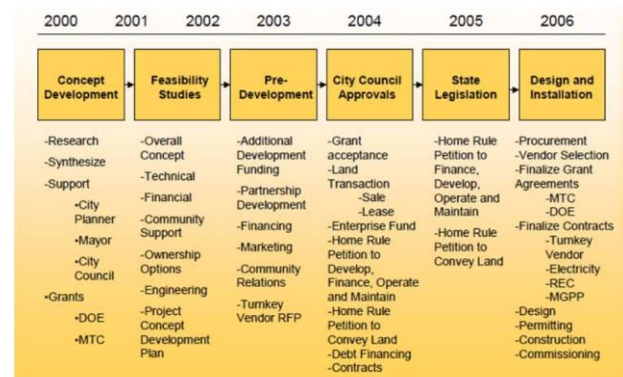 2000 2001 2002 2003 2004 2005 2006
Concept
Development
Feasibility
Studies
Pre-
Development
City Council
Approvals
State
Legislation
Design and
Installation
-Research
-Synthesize
-Support
•City
Planner
•Mayor
•City
Council
•Grants
•DOE
•MTC
-Overall
Concept
-Technical
-Financial
-Community
Support
-Ownership
Options
-Engineering
-Project
Concept
Development
Plan
-Additional
Development
Funding
-Partnership
Development
-Financing
-Marketing
-Community
Relations
-Turnkey
Vendor RFP
-Grant
acceptance
-Land
Transaction
-Sale
-Lease
-Enterprise Fund
-Home Rule
Petition to
Develop,
Finance, Operate
and Maintain
-Home Rule
Petition to
Convey Land
-Debt Financing
-Contracts
-Home Rule
Petition to
Finance,
Develop,
Operate and
Maintain
-Home Rule
Petition to
Convey Land
-Procurement
-Vendor Selection
-Finalize Grant
Agreements
-MTC
-DOE
-Finalize Contracts
-Turnkey
Vendor
-Electricity
-REC
-MGPP
-Design
-Permitting
-Construction
-Commissioning